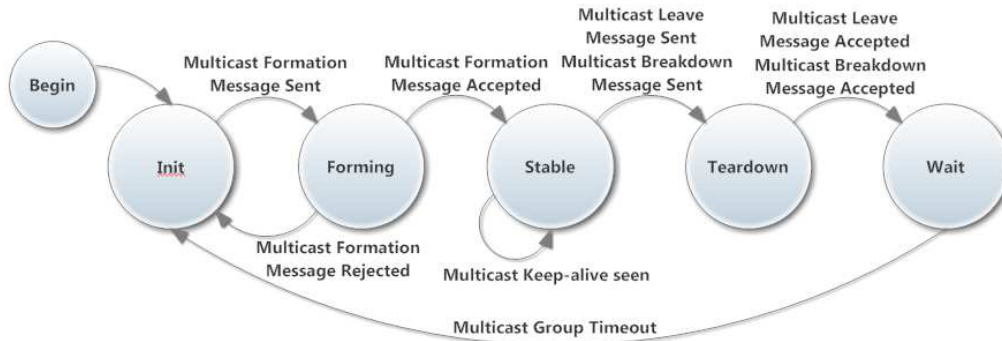 Begin
Init
Multicast Formation
Message Sent
Forming
Multicast Formation
Message Rejected
Multicast Formation
Message Accepted
Stable
Multicast Keep-alive seen
Multicast Leave
Message Sent
Multicast Breakdown
Message Sent
Teardown
Multicast Leave
Message Accepted
Multicast Breakdown
Message Accepted
Wait
Multicast Group Timeout